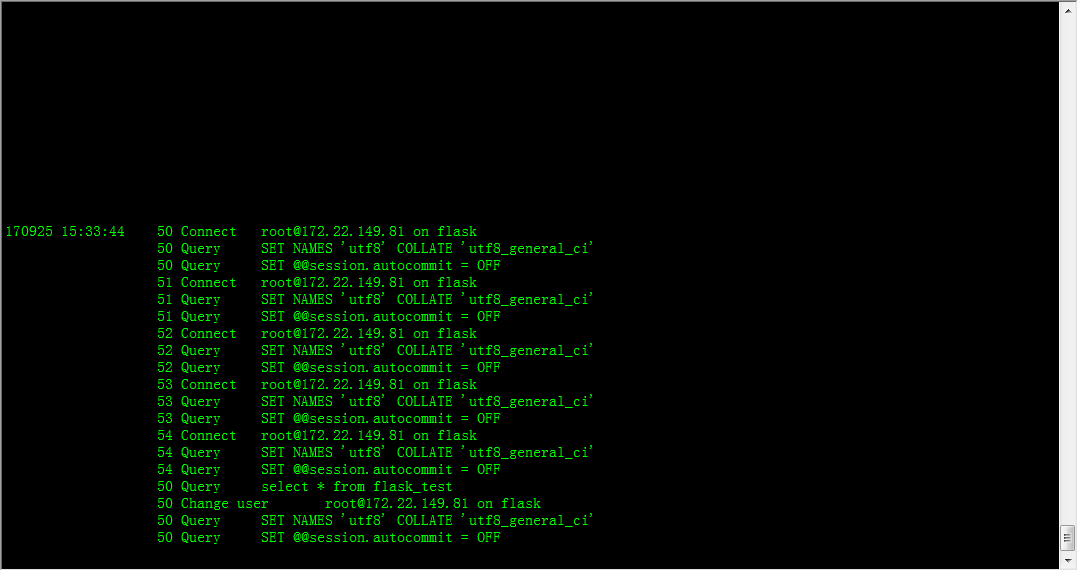 170925 15:33:44    50 Connect   root@172.22.149.81 on flask
50 Query     SET NAMES 'utf8' COLLATE 'utf8_general_ci'
50 Query     SET @@session.autocommit = OFF
51 Connect   root@172.22.149.81 on flask
51 Query     SET NAMES 'utf8' COLLATE 'utf8_general_ci'
51 Query     SET @@session.autocommit = OFF
52 Connect   root@172.22.149.81 on flask
52 Query     SET NAMES 'utf8' COLLATE 'utf8_general_ci'
52 Query     SET @@session.autocommit = OFF
53 Connect   root@172.22.149.81 on flask
53 Query     SET NAMES 'utf8' COLLATE 'utf8_general_ci'
53 Query     SET @@session.autocommit = OFF
54 Connect   root@172.22.149.81 on flask
54 Query     SET NAMES 'utf8' COLLATE 'utf8_general_ci'
54 Query     SET @@session.autocommit = OFF
50 Query     select * from flask_test
50 Change user       root@172.22.149.81 on flask
50 Query     SET NAMES 'utf8' COLLATE 'utf8_general_ci'
50 Query     SET @@session.autocommit = OFF